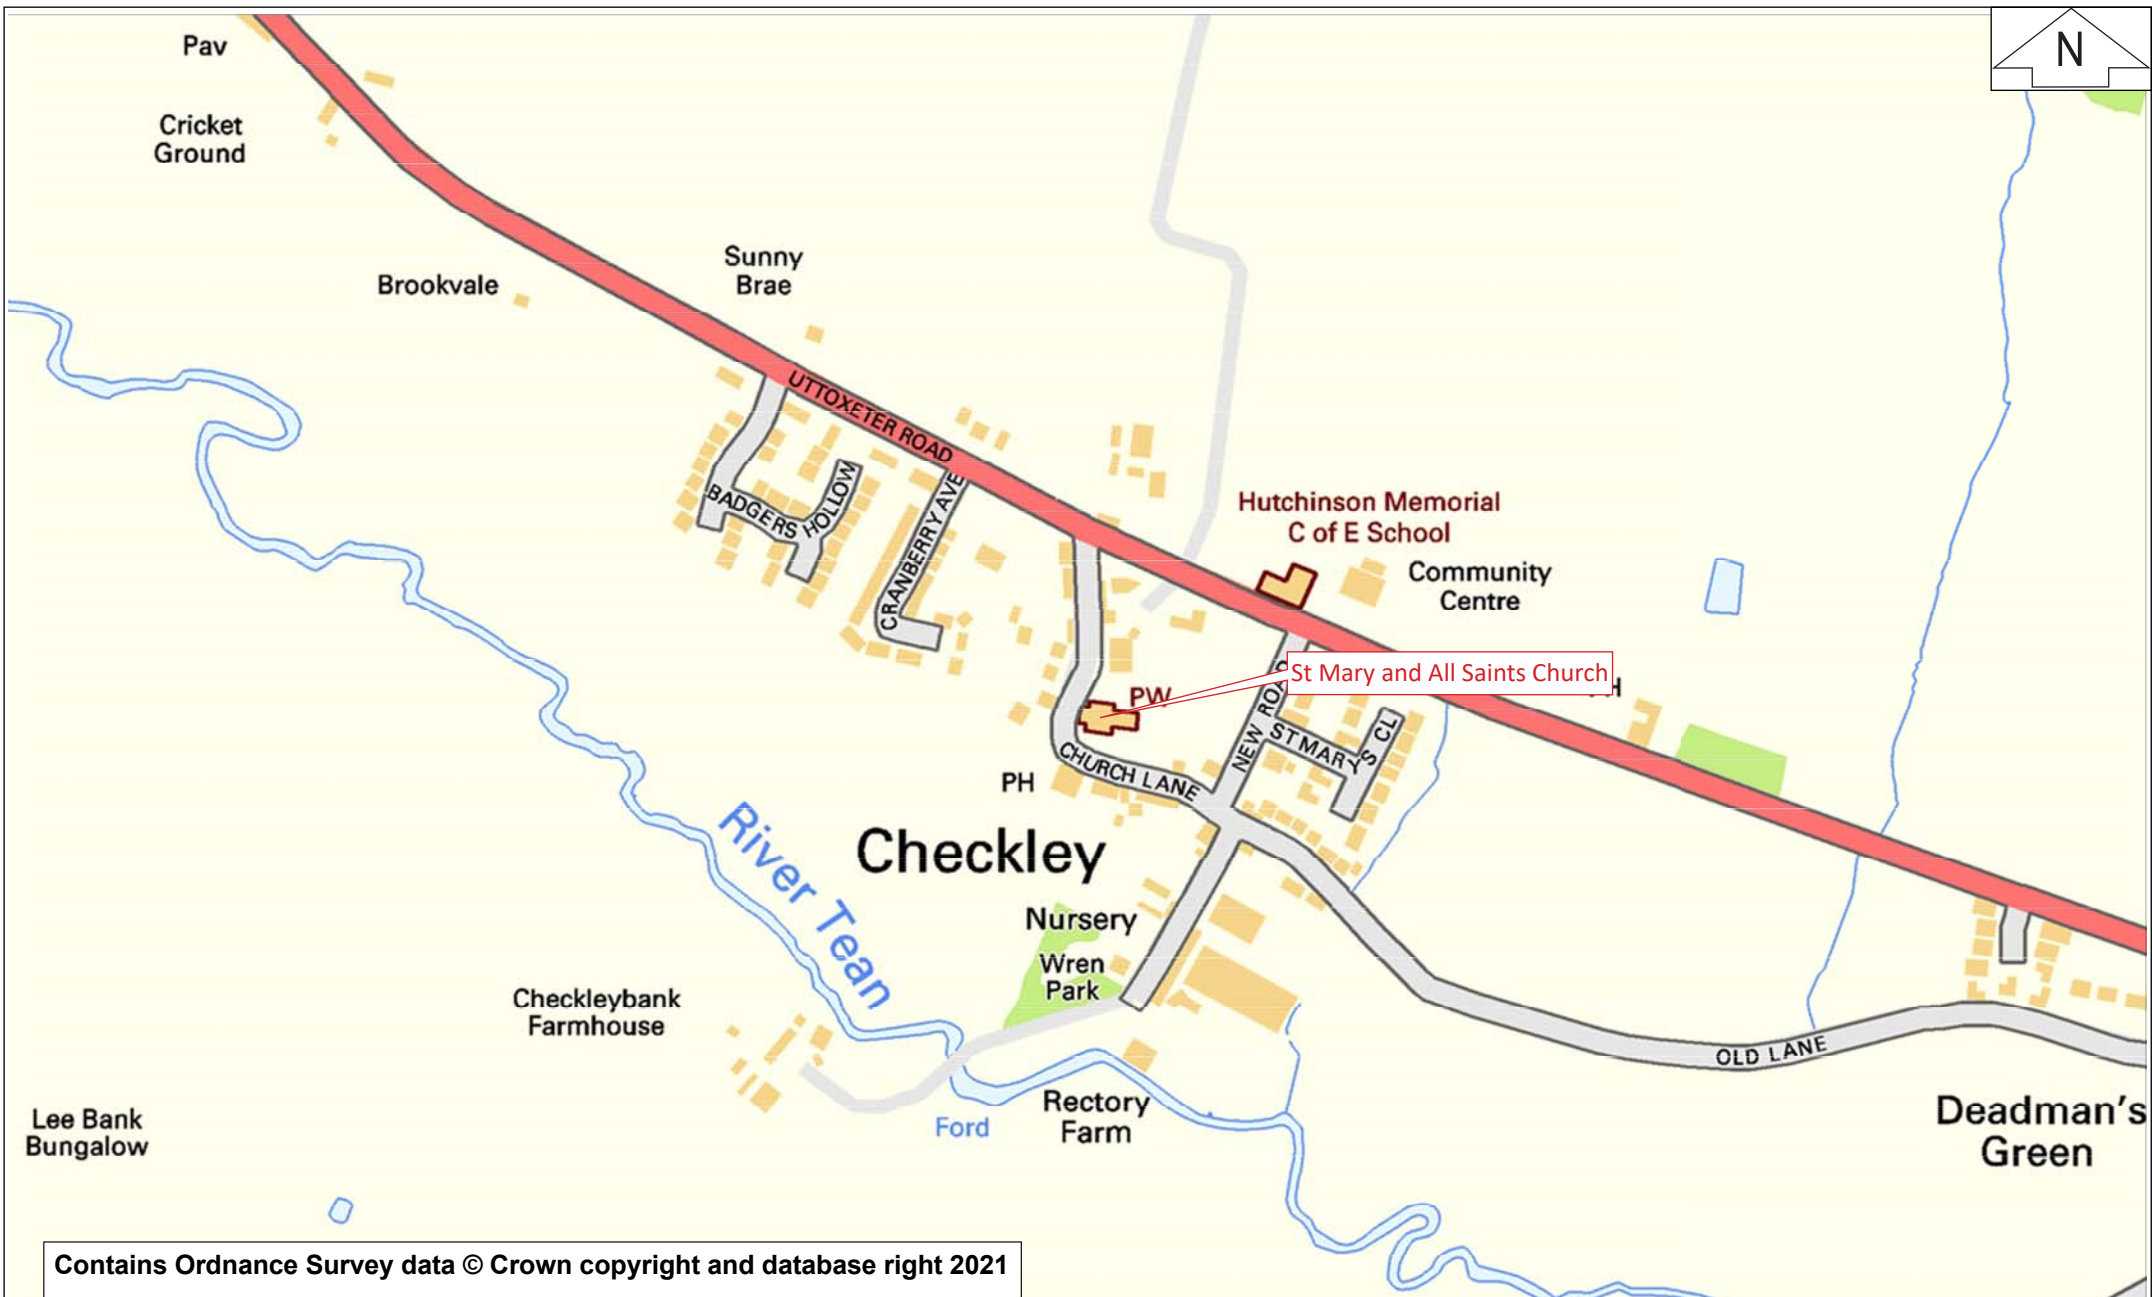 N
Pav
Cricket
Ground
Sunny
Brae
Brookvale
UTTOXETER ROAD
BADGERS HOLLOW
CRANBERRY AVE
Hutchinson Memorial
C of E School
Community
Centre
St Mary and All Saints Church
PW
NEW ROAD
ST MARY'S CL
CHURCH LANE
PH
Checkley
River Tean
Nursery
Wren
Park
Checkleybank
Farmhouse
OLD LANE
Rectory
Farm
Ford
Deadman's
Green
Lee Bank
Bungalow
Contains Ordnance Survey data © Crown copyright and database right 2021